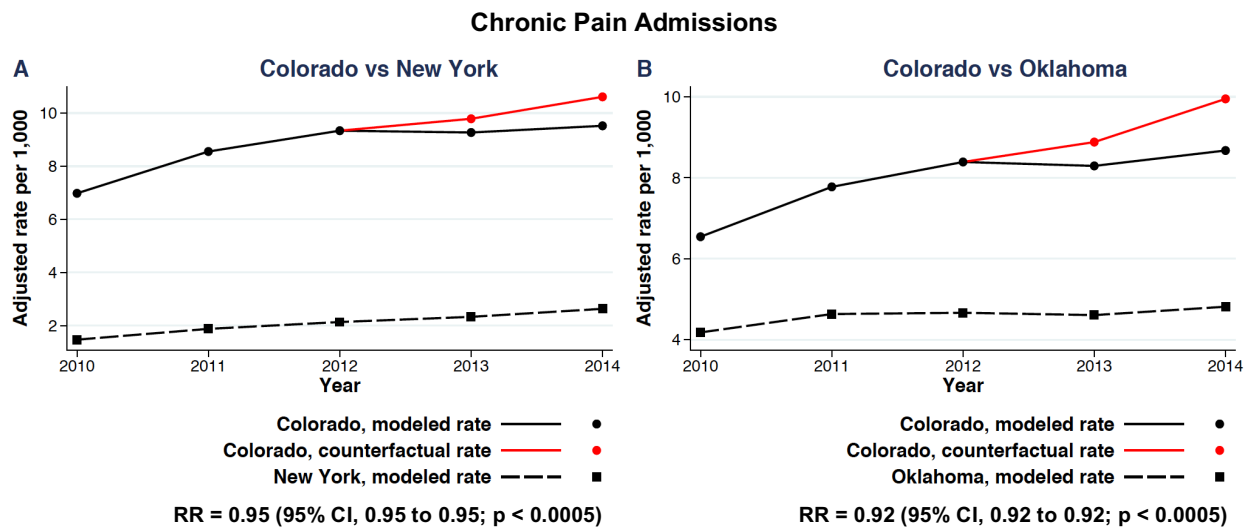 Chronic Pain Admissions
A
Colorado vs New York
Adjusted rate per 1,000
10
8
6
4
2
2010 2011 2012 2013 2014
Year
Colorado, modeled rate
Colorado, counterfactual rate
New York, modeled rate
RR = 0.95 (95% CI, 0.95 to 0.95; p < 0.0005)
B
Colorado vs Oklahoma
Adjusted rate per 1,000
10
8
6
4
2010 2011 2012 2013 2014
Year
Colorado, modeled rate
Colorado, counterfactual rate
Oklahoma, modeled rate
RR = 0.92 (95% CI, 0.92 to 0.92; p < 0.0005)